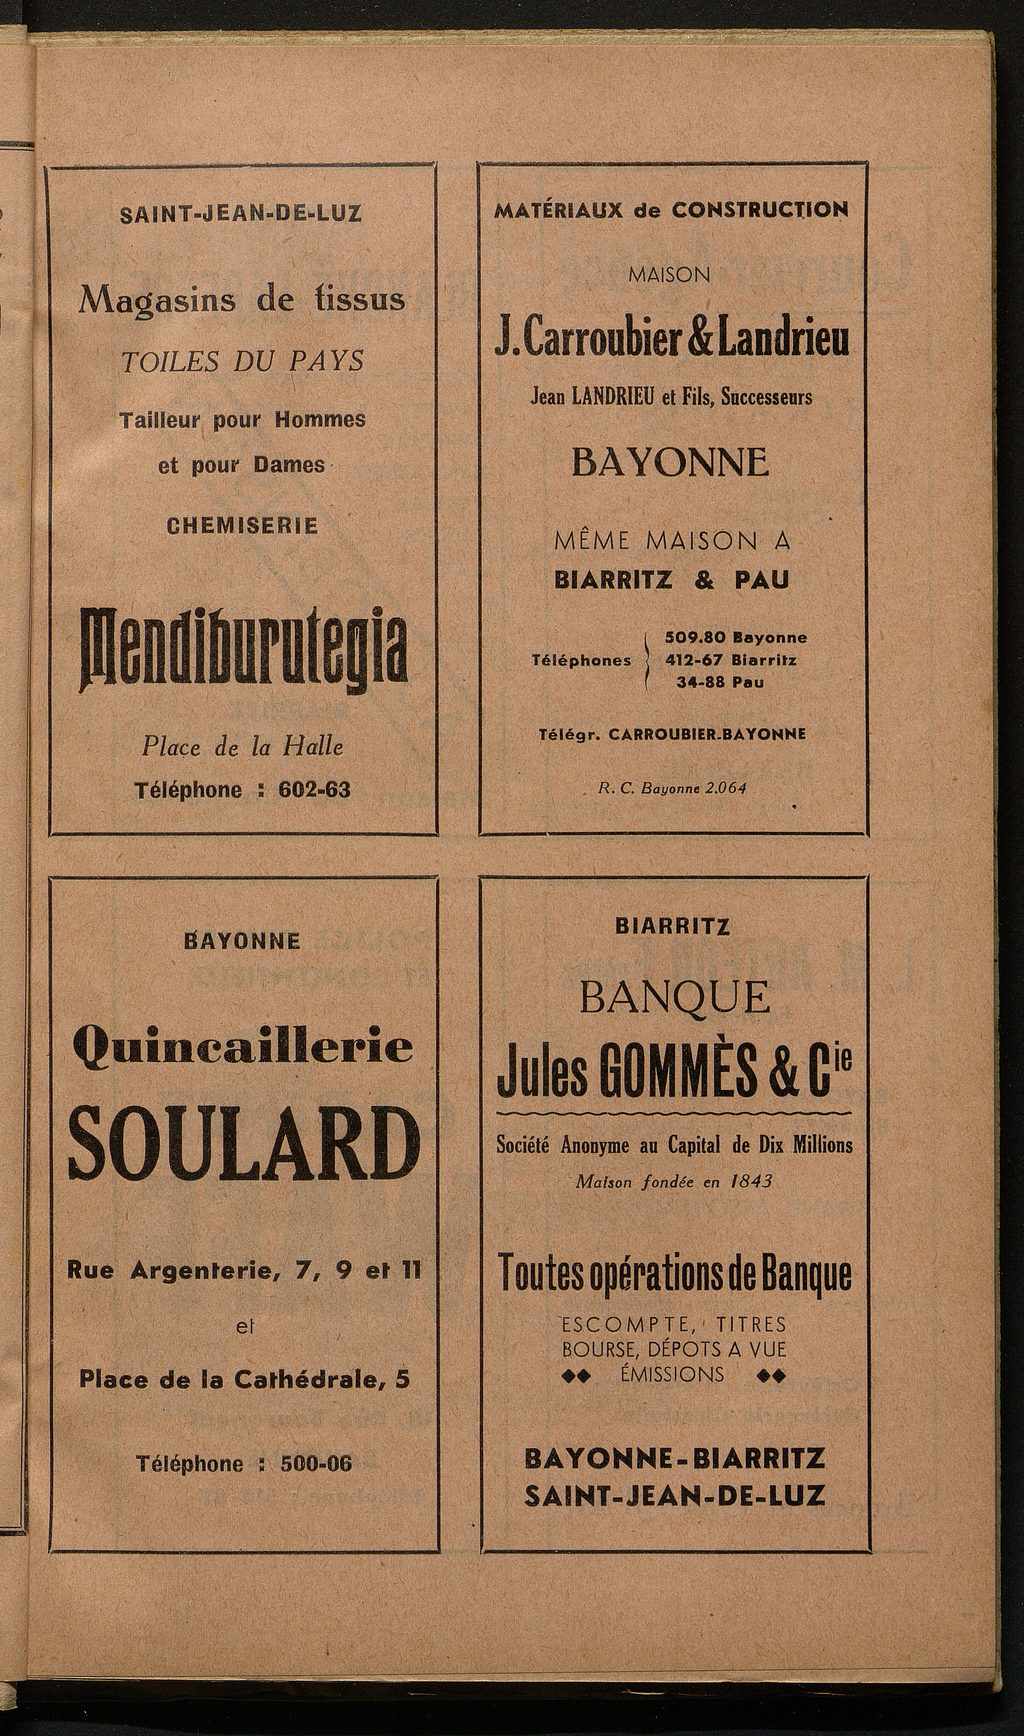 SAINT-JEAN-DE-LUZ
Magasins de tissus
TOILES DU PAYS
Tailleur pour Hommes
et pour Dames
CHEMISERIE
Mendiburutegia
Place de la Halle
Téléphone : 602-63
MATÉRIAUX de CONSTRUCTION
MAISON
J. Carroubier & Landrieu
Jean LANDRIEU et Fils, Successeurs
BAYONNE
MÊME MAISON A
BIARRITZ & PAU
509.80 Bayonne
Téléphones 412-67 Biarritz
34-88 Pau
Télégr. CARROUBIER-BAYONNE
R. C. Bayonne 2.064
BAYONNE
Quincaillerie
SOULARD
Rue Argenterie, 7, 9 et 11
et
Place de la Cathédrale, 5
Téléphone : 500-06
BIARRITZ
BANQUE
Jules GOMMÈS & Cie
Société Anonyme au Capital de Dix Millions
Maison fondée en 1843
Toutes opérations de Banque
ESCOMPTE, TITRES
BOURSE, DÉPOTS A VUE
ÉMISSIONS
BAYONNE-BIARRITZ
SAINT-JEAN-DE-LUZ